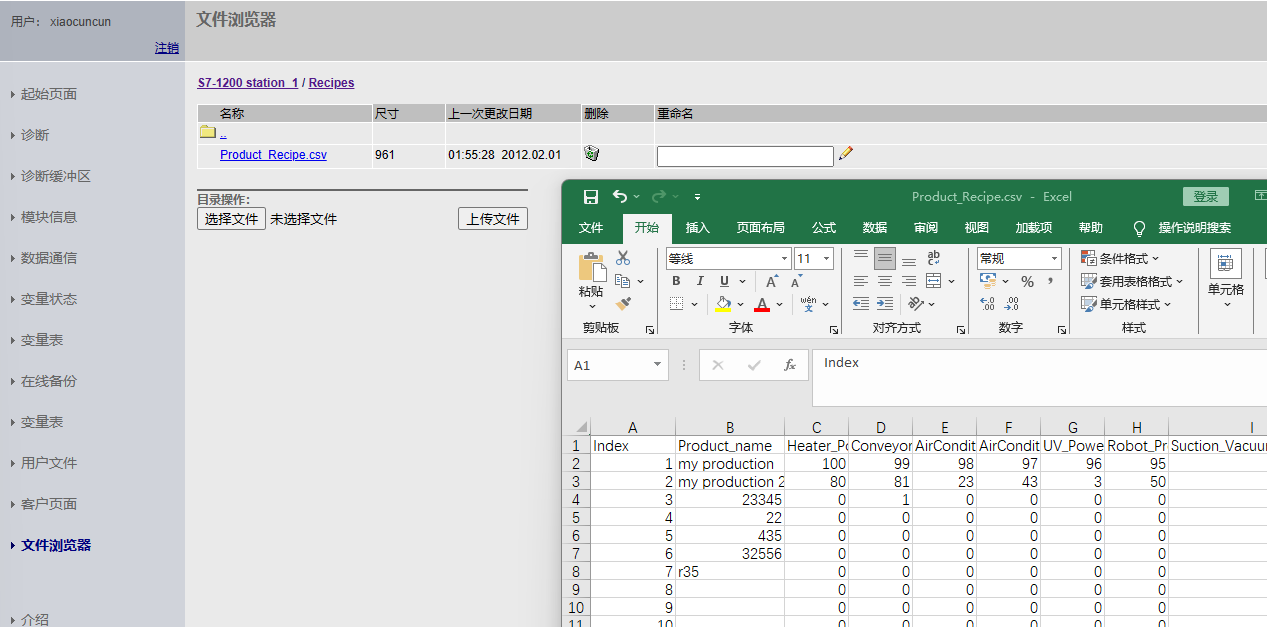 用户： xiaocuncun
注销
文件浏览器
起始页面
诊断
诊断缓冲区
模块信息
数据通信
变量状态
变量表
在线备份
变量表
用户文件
客户页面
文件浏览器
介绍
S7-1200 station_1 / Recipes
名称 尺寸 上一次更改日期 删除 重命名
..
Product_Recipe.csv 961 01:55:28 2012.02.01
目录操作:
选择文件 未选择文件 上传文件
Product_Recipe.csv - Excel 登录
文件 开始 插入 页面布局 公式 数据 审阅 视图 加载项 帮助 操作说明搜索
粘贴
剪贴板
等线 11
B I U A A
A wén 文
字体
ab
对齐方式
常规
% ,
数字
条件格式
套用表格格式
单元格样式
样式
单元格
A1 fx Index
A B C D E F G H I
1 Index Product_name Heater_Po Conveyor AirCondit AirCondit UV_Powe Robot_Pr Suction_Vacuu
2 1 my production 100 99 98 97 96 95
3 2 my production 2 80 81 23 43 3 50
4 3 23345 0 1 0 0 0 0
5 4 22 0 0 0 0 0 0
6 5 435 0 0 0 0 0 0
7 6 32556 0 0 0 0 0 0
8 7 r35 0 0 0 0 0 0
9 8 0 0 0 0 0 0
10 9 0 0 0 0 0 0
11 10 0 0 0 0 0 0